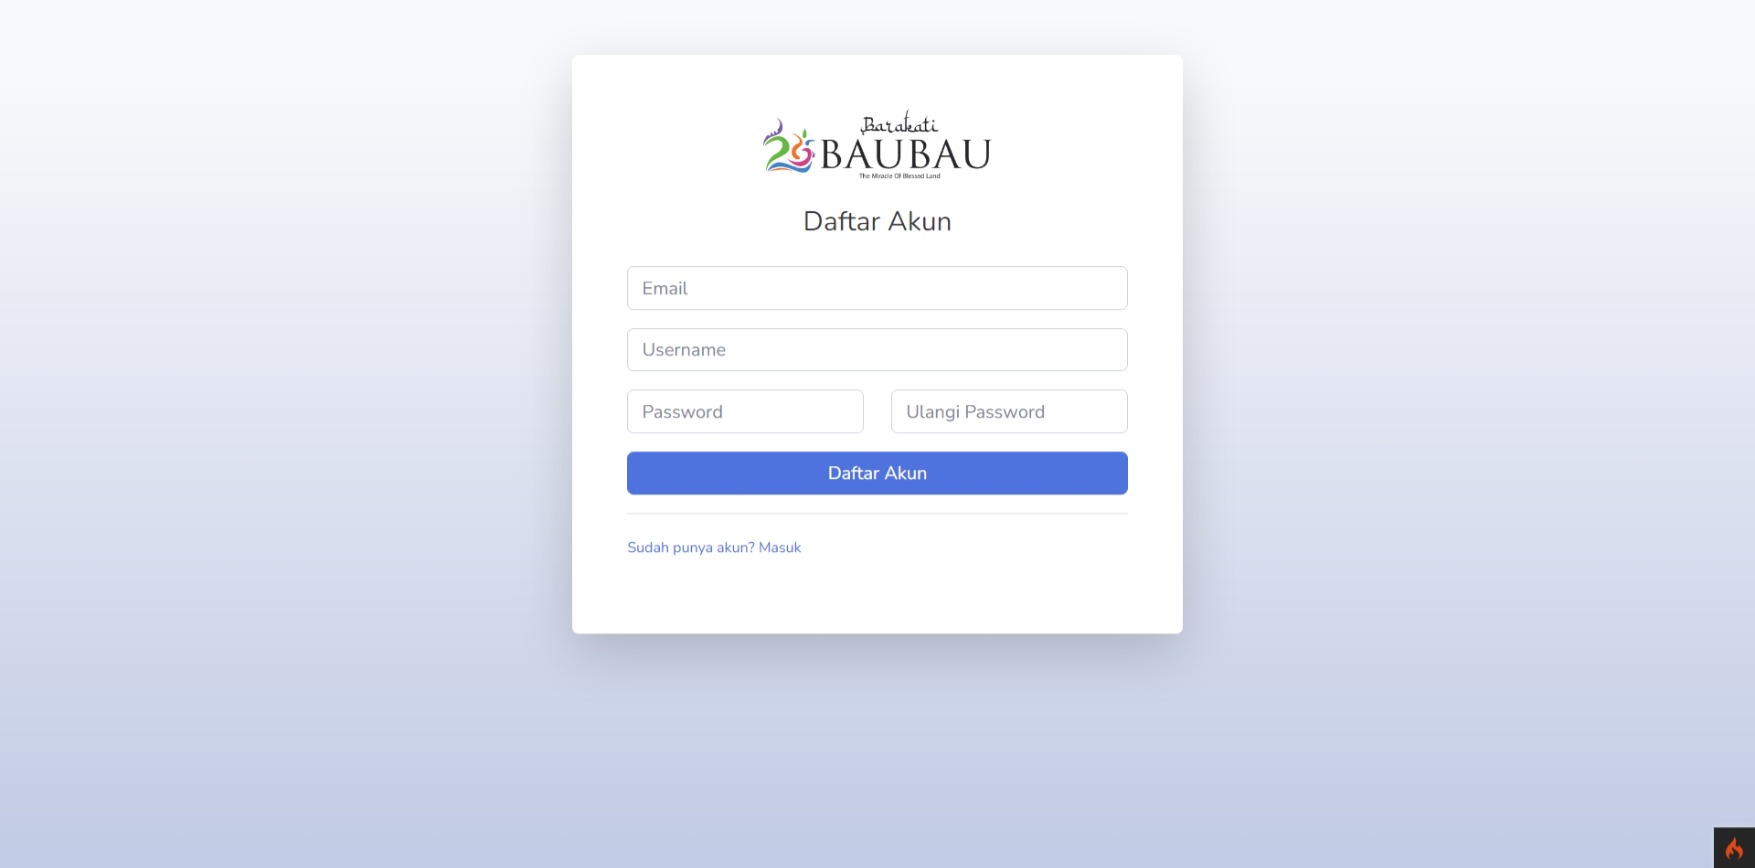 Barakati
BAUBAU
The Miracle Of Blessed Land
Daftar Akun
Email
Username
Password Ulangi Password
Daftar Akun
Sudah punya akun? Masuk